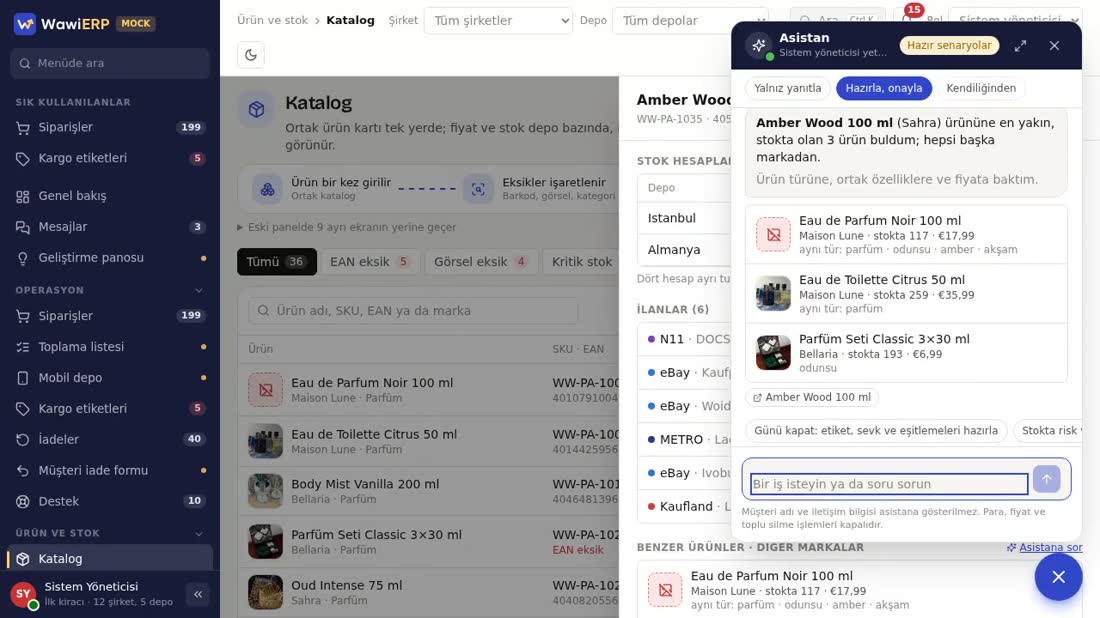 WawiERP MOCK
Menüde ara
SIK KULLANILANLAR
Siparişler 199
Kargo etiketleri 5
Genel bakış
Mesajlar 3
Geliştirme panosu
OPERASYON
Siparişler 199
Toplama listesi
Mobil depo
Kargo etiketleri 5
İadeler 40
Müşteri iade formu
Destek 10
ÜRÜN VE STOK
Katalog
SY Sistem Yöneticisi
İlk kiracı · 12 şirket, 5 depo
Ürün ve stok › Katalog Şirket Tüm şirketler Depo Tüm depolar
15
Katalog
Ortak ürün kartı tek yerde; fiyat ve stok depo bazında,
görünür.
Ürün bir kez girilir
Ortak katalog
Eksikler işaretlenir
Barkod, görsel, kategori
Eski panelde 9 ayrı ekranın yerine geçer
Tümü 36 EAN eksik 5 Görsel eksik 4 Kritik stok
Ürün adı, SKU, EAN ya da marka
Ürün SKU · EAN
Eau de Parfum Noir 100 ml WW-PA-100
Maison Lune · Parfüm 4010791004
Eau de Toilette Citrus 50 ml WW-PA-100
Maison Lune · Parfüm 4014425956
Body Mist Vanilla 200 ml WW-PA-101
Bellaria · Parfüm 4046481396
Parfüm Seti Classic 3×30 ml WW-PA-102
Bellaria · Parfüm EAN eksik
Oud Intense 75 ml WW-PA-103
Sahra · Parfüm 4040820556
Amber Wood
WW-PA-1035 · 405
STOK HESAPLAR
Depo
Istanbul
Almanya
Dört hesap ayrı tu
İLANLAR (6)
N11 · DOCS
eBay · Kaufp
eBay · Woid
METRO · Lad
eBay · Ivobu
Kaufland · L
BENZER ÜRÜNLER · DİĞER MARKALAR Asistana sor
Eau de Parfum Noir 100 ml
Maison Lune · stokta 117 · €17,99
aynı tür: parfüm · odunsu · amber · akşam
Asistan
Sistem yöneticisi yet…
Hazır senaryolar
Yalnız yanıtla Hazırla, onayla Kendiliğinden
Amber Wood 100 ml (Sahra) ürününe en yakın,
stokta olan 3 ürün buldum; hepsi başka
markadan.
Ürün türüne, ortak özelliklere ve fiyata baktım.
Eau de Parfum Noir 100 ml
Maison Lune · stokta 117 · €17,99
aynı tür: parfüm · odunsu · amber · akşam
Eau de Toilette Citrus 50 ml
Maison Lune · stokta 259 · €35,99
aynı tür: parfüm
Parfüm Seti Classic 3×30 ml
Bellaria · stokta 193 · €6,99
odunsu
Amber Wood 100 ml
Günü kapat: etiket, sevk ve eşitlemeleri hazırla Stokta risk
Bir iş isteyin ya da soru sorun
Müşteri adı ve iletişim bilgisi asistana gösterilmez. Para, fiyat ve
toplu silme işlemleri kapalıdır.